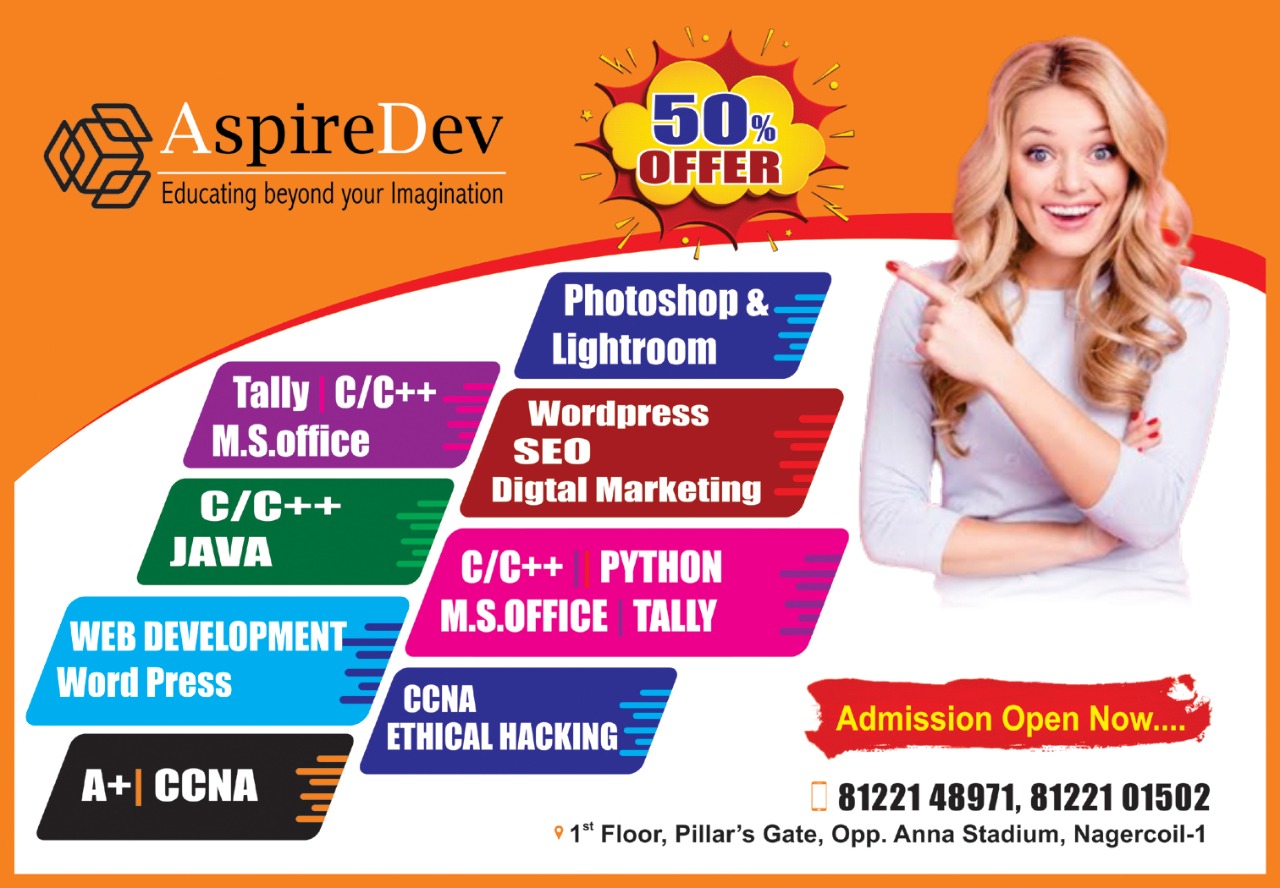 AspireDev
Educating beyond your Imagination
50%
OFFER
Photoshop &
Lightroom
Tally | C/C++
M.S.office
Wordpress
SEO
Digtal Marketing
C/C++
JAVA
C/C++ || PYTHON
M.S.OFFICE | TALLY
WEB DEVELOPMENT
Word Press
CCNA
ETHICAL HACKING
A+| CCNA
Admission Open Now....
81221 48971, 81221 01502
1st Floor, Pillar's Gate, Opp. Anna Stadium, Nagercoil-1